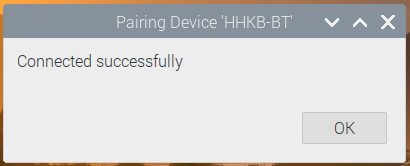 Pairing Device 'HHKB-BT'
Connected successfully
OK